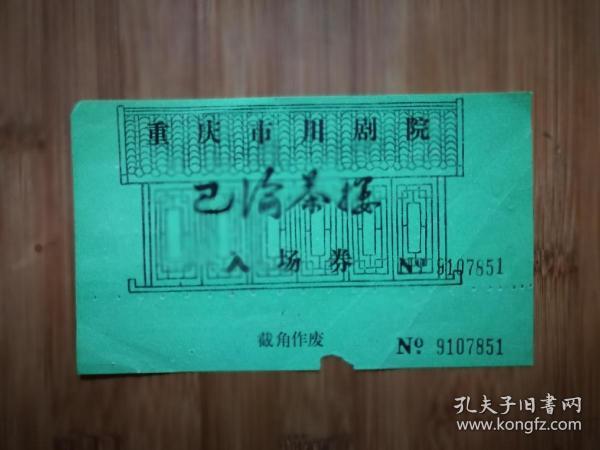 重庆市川剧院
巴渝茶楼
入场券
Nº 9107851
截角作废
Nº 9107851
孔夫子旧书网
www.kongfz.com